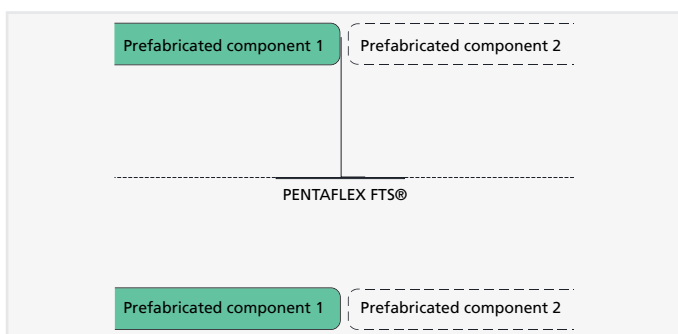 Prefabricated component 1
Prefabricated component 2
PENTAFLEX FTS®
Prefabricated component 1
Prefabricated component 2